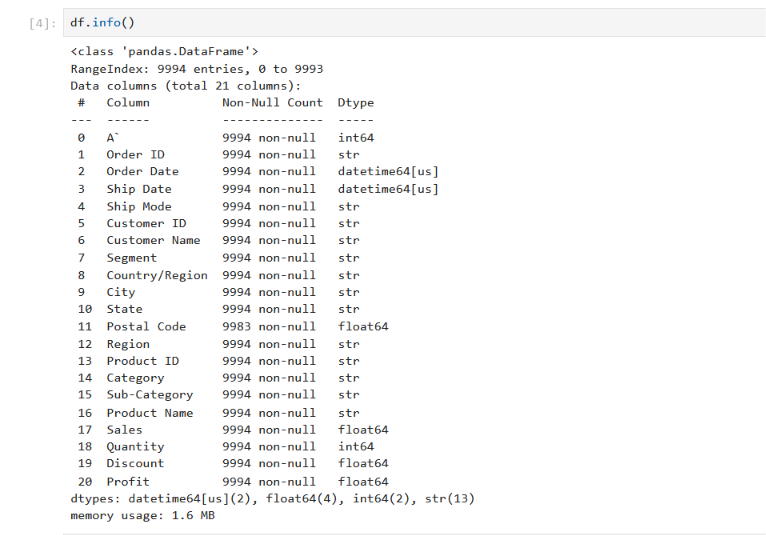 [4]: df.info()
<class 'pandas.DataFrame'>
RangeIndex: 9994 entries, 0 to 9993
Data columns (total 21 columns):
 #   Column          Non-Null Count  Dtype
---  ------          --------------  -----
 0   A`              9994 non-null   int64
 1   Order ID        9994 non-null   str
 2   Order Date      9994 non-null   datetime64[us]
 3   Ship Date       9994 non-null   datetime64[us]
 4   Ship Mode       9994 non-null   str
 5   Customer ID     9994 non-null   str
 6   Customer Name   9994 non-null   str
 7   Segment         9994 non-null   str
 8   Country/Region  9994 non-null   str
 9   City            9994 non-null   str
 10  State           9994 non-null   str
 11  Postal Code     9983 non-null   float64
 12  Region          9994 non-null   str
 13  Product ID      9994 non-null   str
 14  Category        9994 non-null   str
 15  Sub-Category    9994 non-null   str
 16  Product Name    9994 non-null   str
 17  Sales           9994 non-null   float64
 18  Quantity        9994 non-null   int64
 19  Discount        9994 non-null   float64
 20  Profit          9994 non-null   float64
dtypes: datetime64[us](2), float64(4), int64(2), str(13)
memory usage: 1.6 MB